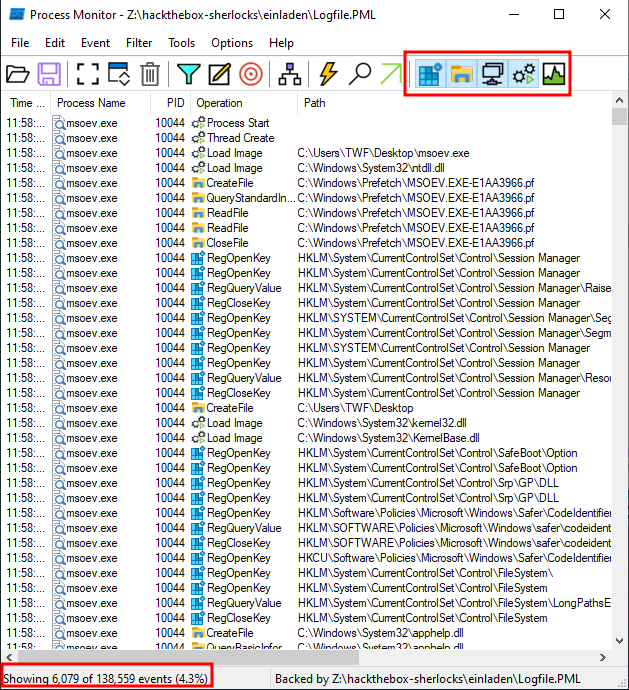 Process Monitor - Z:\hackthebox-sherlocks\einladen\Logfile.PML
File Edit Event Filter Tools Options Help
Time ... Process Name PID Operation Path
11:58:... msoev.exe 10044 Process Start
11:58:... msoev.exe 10044 Thread Create
11:58:... msoev.exe 10044 Load Image C:\Users\TWF\Desktop\msoev.exe
11:58:... msoev.exe 10044 Load Image C:\Windows\System32\ntdll.dll
11:58:... msoev.exe 10044 CreateFile C:\Windows\Prefetch\MSOEV.EXE-E1AA3966.pf
11:58:... msoev.exe 10044 QueryStandardIn... C:\Windows\Prefetch\MSOEV.EXE-E1AA3966.pf
11:58:... msoev.exe 10044 ReadFile C:\Windows\Prefetch\MSOEV.EXE-E1AA3966.pf
11:58:... msoev.exe 10044 ReadFile C:\Windows\Prefetch\MSOEV.EXE-E1AA3966.pf
11:58:... msoev.exe 10044 CloseFile C:\Windows\Prefetch\MSOEV.EXE-E1AA3966.pf
11:58:... msoev.exe 10044 RegOpenKey HKLM\System\CurrentControlSet\Control\Session Manager
11:58:... msoev.exe 10044 RegOpenKey HKLM\System\CurrentControlSet\Control\Session Manager
11:58:... msoev.exe 10044 RegQueryValue HKLM\System\CurrentControlSet\Control\Session Manager\Raise
11:58:... msoev.exe 10044 RegCloseKey HKLM\System\CurrentControlSet\Control\Session Manager
11:58:... msoev.exe 10044 RegOpenKey HKLM\SYSTEM\CurrentControlSet\Control\Session Manager\Seg
11:58:... msoev.exe 10044 RegOpenKey HKLM\System\CurrentControlSet\Control\Session Manager\Segm
11:58:... msoev.exe 10044 RegOpenKey HKLM\SYSTEM\CurrentControlSet\Control\Session Manager
11:58:... msoev.exe 10044 RegOpenKey HKLM\System\CurrentControlSet\Control\Session Manager
11:58:... msoev.exe 10044 RegQueryValue HKLM\System\CurrentControlSet\Control\Session Manager\Resou
11:58:... msoev.exe 10044 RegCloseKey HKLM\System\CurrentControlSet\Control\Session Manager
11:58:... msoev.exe 10044 CreateFile C:\Users\TWF\Desktop
11:58:... msoev.exe 10044 Load Image C:\Windows\System32\kernel32.dll
11:58:... msoev.exe 10044 Load Image C:\Windows\System32\KernelBase.dll
11:58:... msoev.exe 10044 RegOpenKey HKLM\System\CurrentControlSet\Control\SafeBoot\Option
11:58:... msoev.exe 10044 RegOpenKey HKLM\System\CurrentControlSet\Control\SafeBoot\Option
11:58:... msoev.exe 10044 RegOpenKey HKLM\System\CurrentControlSet\Control\Srp\GP\DLL
11:58:... msoev.exe 10044 RegOpenKey HKLM\System\CurrentControlSet\Control\Srp\GP\DLL
11:58:... msoev.exe 10044 RegOpenKey HKLM\Software\Policies\Microsoft\Windows\Safer\CodeIdentifier
11:58:... msoev.exe 10044 RegQueryValue HKLM\SOFTWARE\Policies\Microsoft\Windows\safer\codeident
11:58:... msoev.exe 10044 RegCloseKey HKLM\SOFTWARE\Policies\Microsoft\Windows\safer\codeident
11:58:... msoev.exe 10044 RegOpenKey HKCU\Software\Policies\Microsoft\Windows\Safer\CodeIdentifier
11:58:... msoev.exe 10044 RegOpenKey HKLM\System\CurrentControlSet\Control\FileSystem\
11:58:... msoev.exe 10044 RegOpenKey HKLM\System\CurrentControlSet\Control\FileSystem
11:58:... msoev.exe 10044 RegQueryValue HKLM\System\CurrentControlSet\Control\FileSystem\LongPathsE
11:58:... msoev.exe 10044 RegCloseKey HKLM\System\CurrentControlSet\Control\FileSystem
11:58:... msoev.exe 10044 CreateFile C:\Windows\System32\apphelp.dll
11:58:... msoev.exe 10044 QueryBasicInfor... C:\Windows\System32\apphelp.dll
Showing 6,079 of 138,559 events (4.3%) Backed by Z:\hackthebox-sherlocks\einladen\Logfile.PML